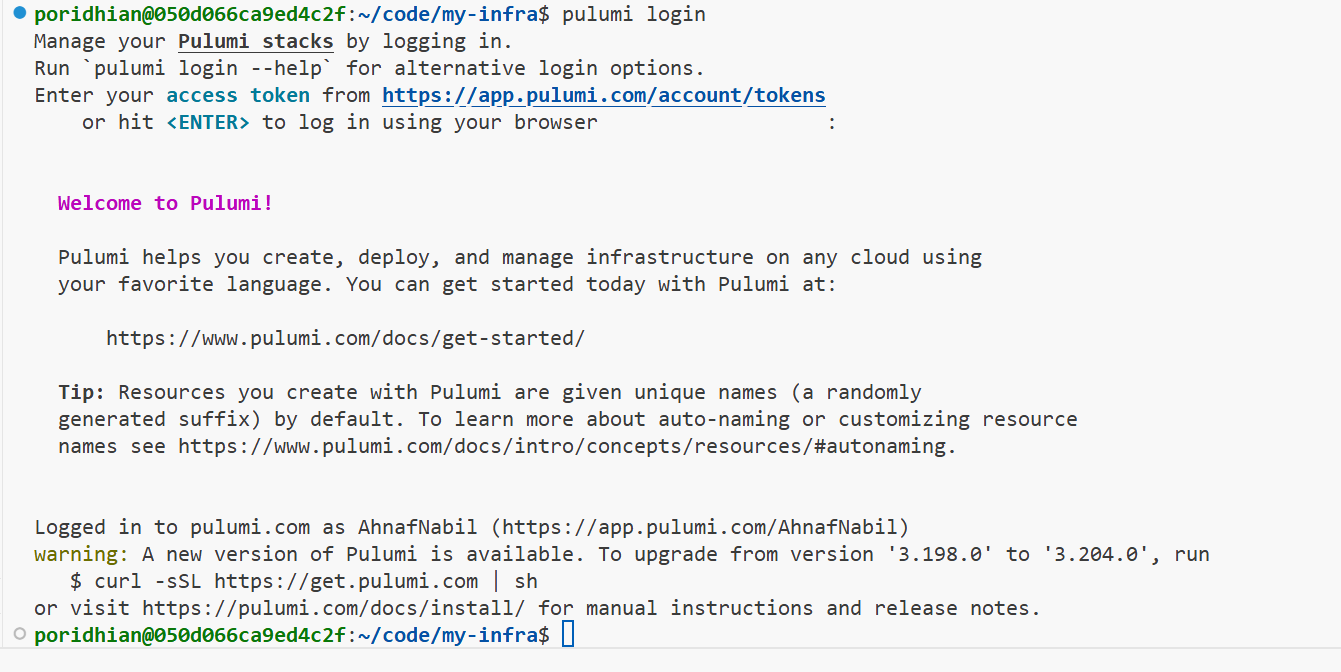 poridhian@050d066ca9ed4c2f:~/code/my-infra$ pulumi login
Manage your Pulumi stacks by logging in.
Run `pulumi login --help` for alternative login options.
Enter your access token from https://app.pulumi.com/account/tokens
or hit <ENTER> to log in using your browser :
Welcome to Pulumi!
Pulumi helps you create, deploy, and manage infrastructure on any cloud using
your favorite language. You can get started today with Pulumi at:
https://www.pulumi.com/docs/get-started/
Tip: Resources you create with Pulumi are given unique names (a randomly
generated suffix) by default. To learn more about auto-naming or customizing resource
names see https://www.pulumi.com/docs/intro/concepts/resources/#autonaming.
Logged in to pulumi.com as AhnafNabil (https://app.pulumi.com/AhnafNabil)
warning: A new version of Pulumi is available. To upgrade from version '3.198.0' to '3.204.0', run
$ curl -sSL https://get.pulumi.com | sh
or visit https://pulumi.com/docs/install/ for manual instructions and release notes.
poridhian@050d066ca9ed4c2f:~/code/my-infra$